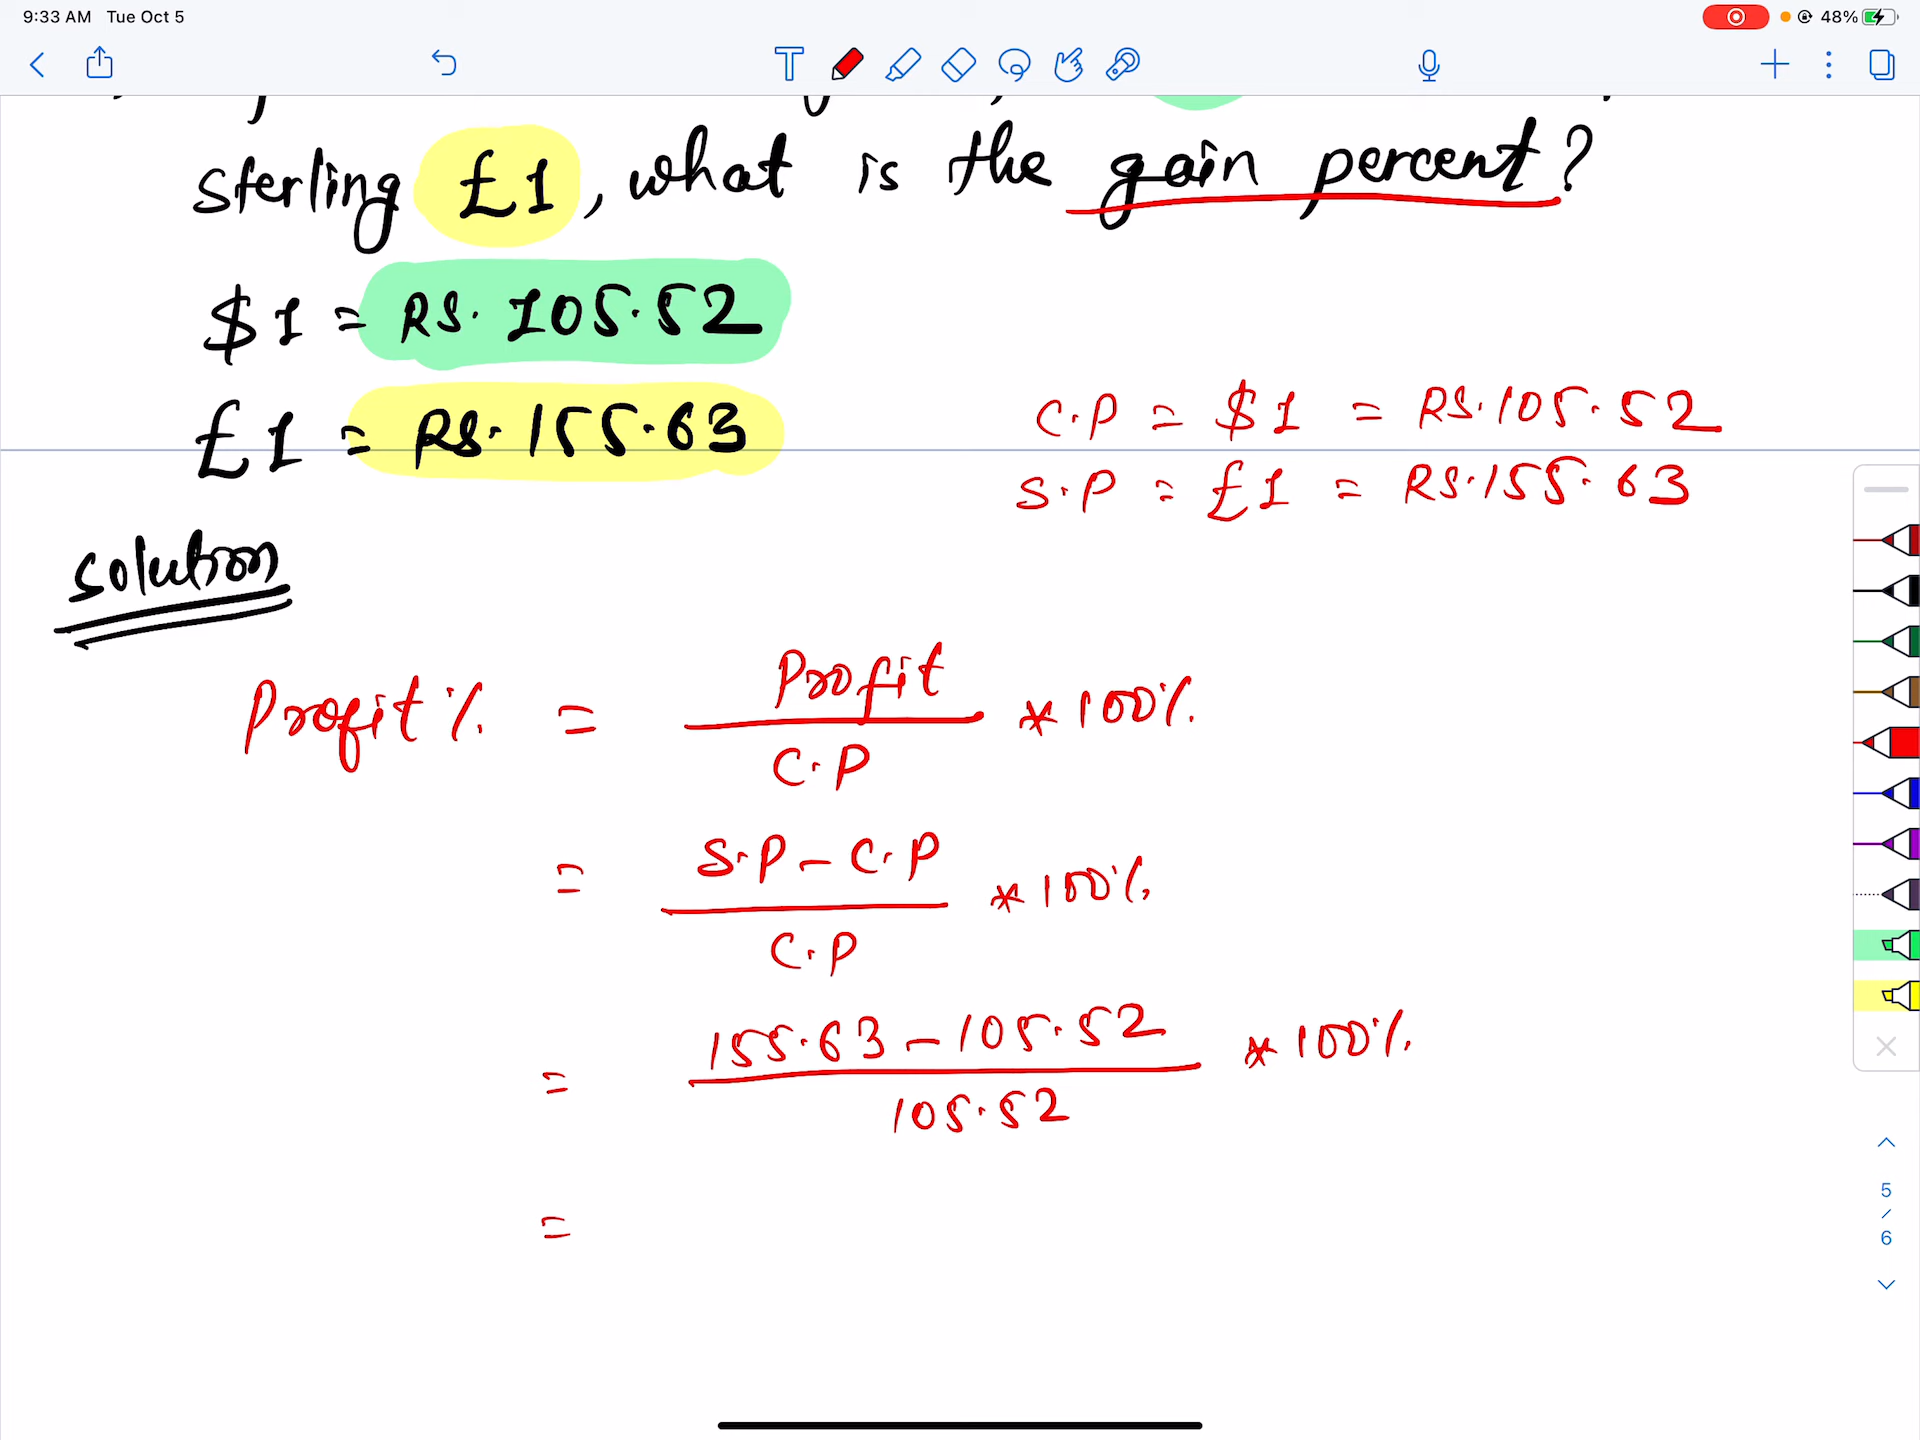 9:33 AM Tue Oct 5
48%
T
sterling £1, what is the gain percent?
$1 = RS. 105.52
£1 = RS. 155.63
C.P = $1 = RS. 105.52
S.P = £1 = RS. 155.63
solution
Profit % = Profit / C.P * 100%
= S.P - C.P / C.P * 100%
= 155.63 - 105.52 / 105.52 * 100%
=
5
/
6